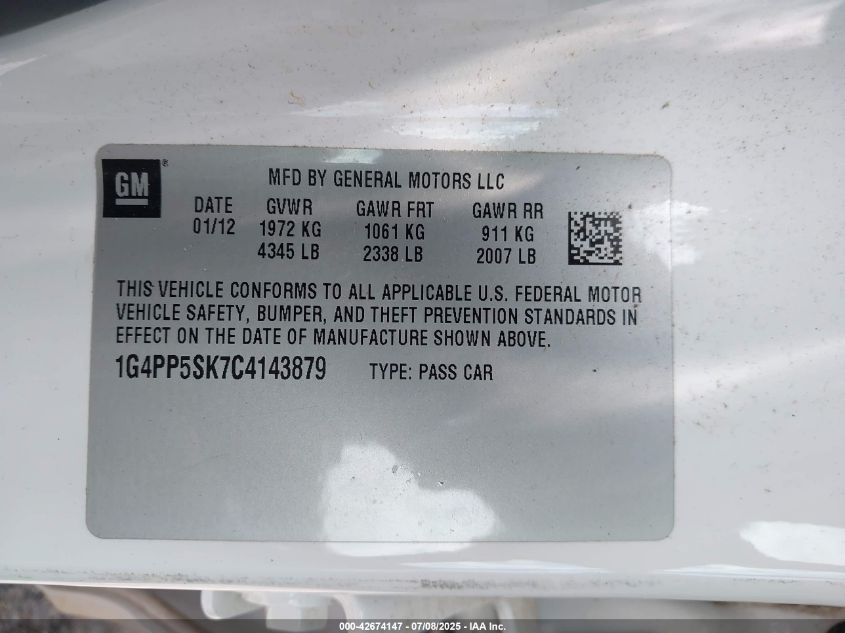 GM®
MFD BY GENERAL MOTORS LLC
DATE GVWR GAWR FRT GAWR RR
01/12 1972 KG 1061 KG 911 KG
4345 LB 2338 LB 2007 LB
THIS VEHICLE CONFORMS TO ALL APPLICABLE U.S. FEDERAL MOTOR
VEHICLE SAFETY, BUMPER, AND THEFT PREVENTION STANDARDS IN
EFFECT ON THE DATE OF MANUFACTURE SHOWN ABOVE.
1G4PP5SK7C4143879 TYPE: PASS CAR
000-42674147 - 07/08/2025 - IAA Inc.